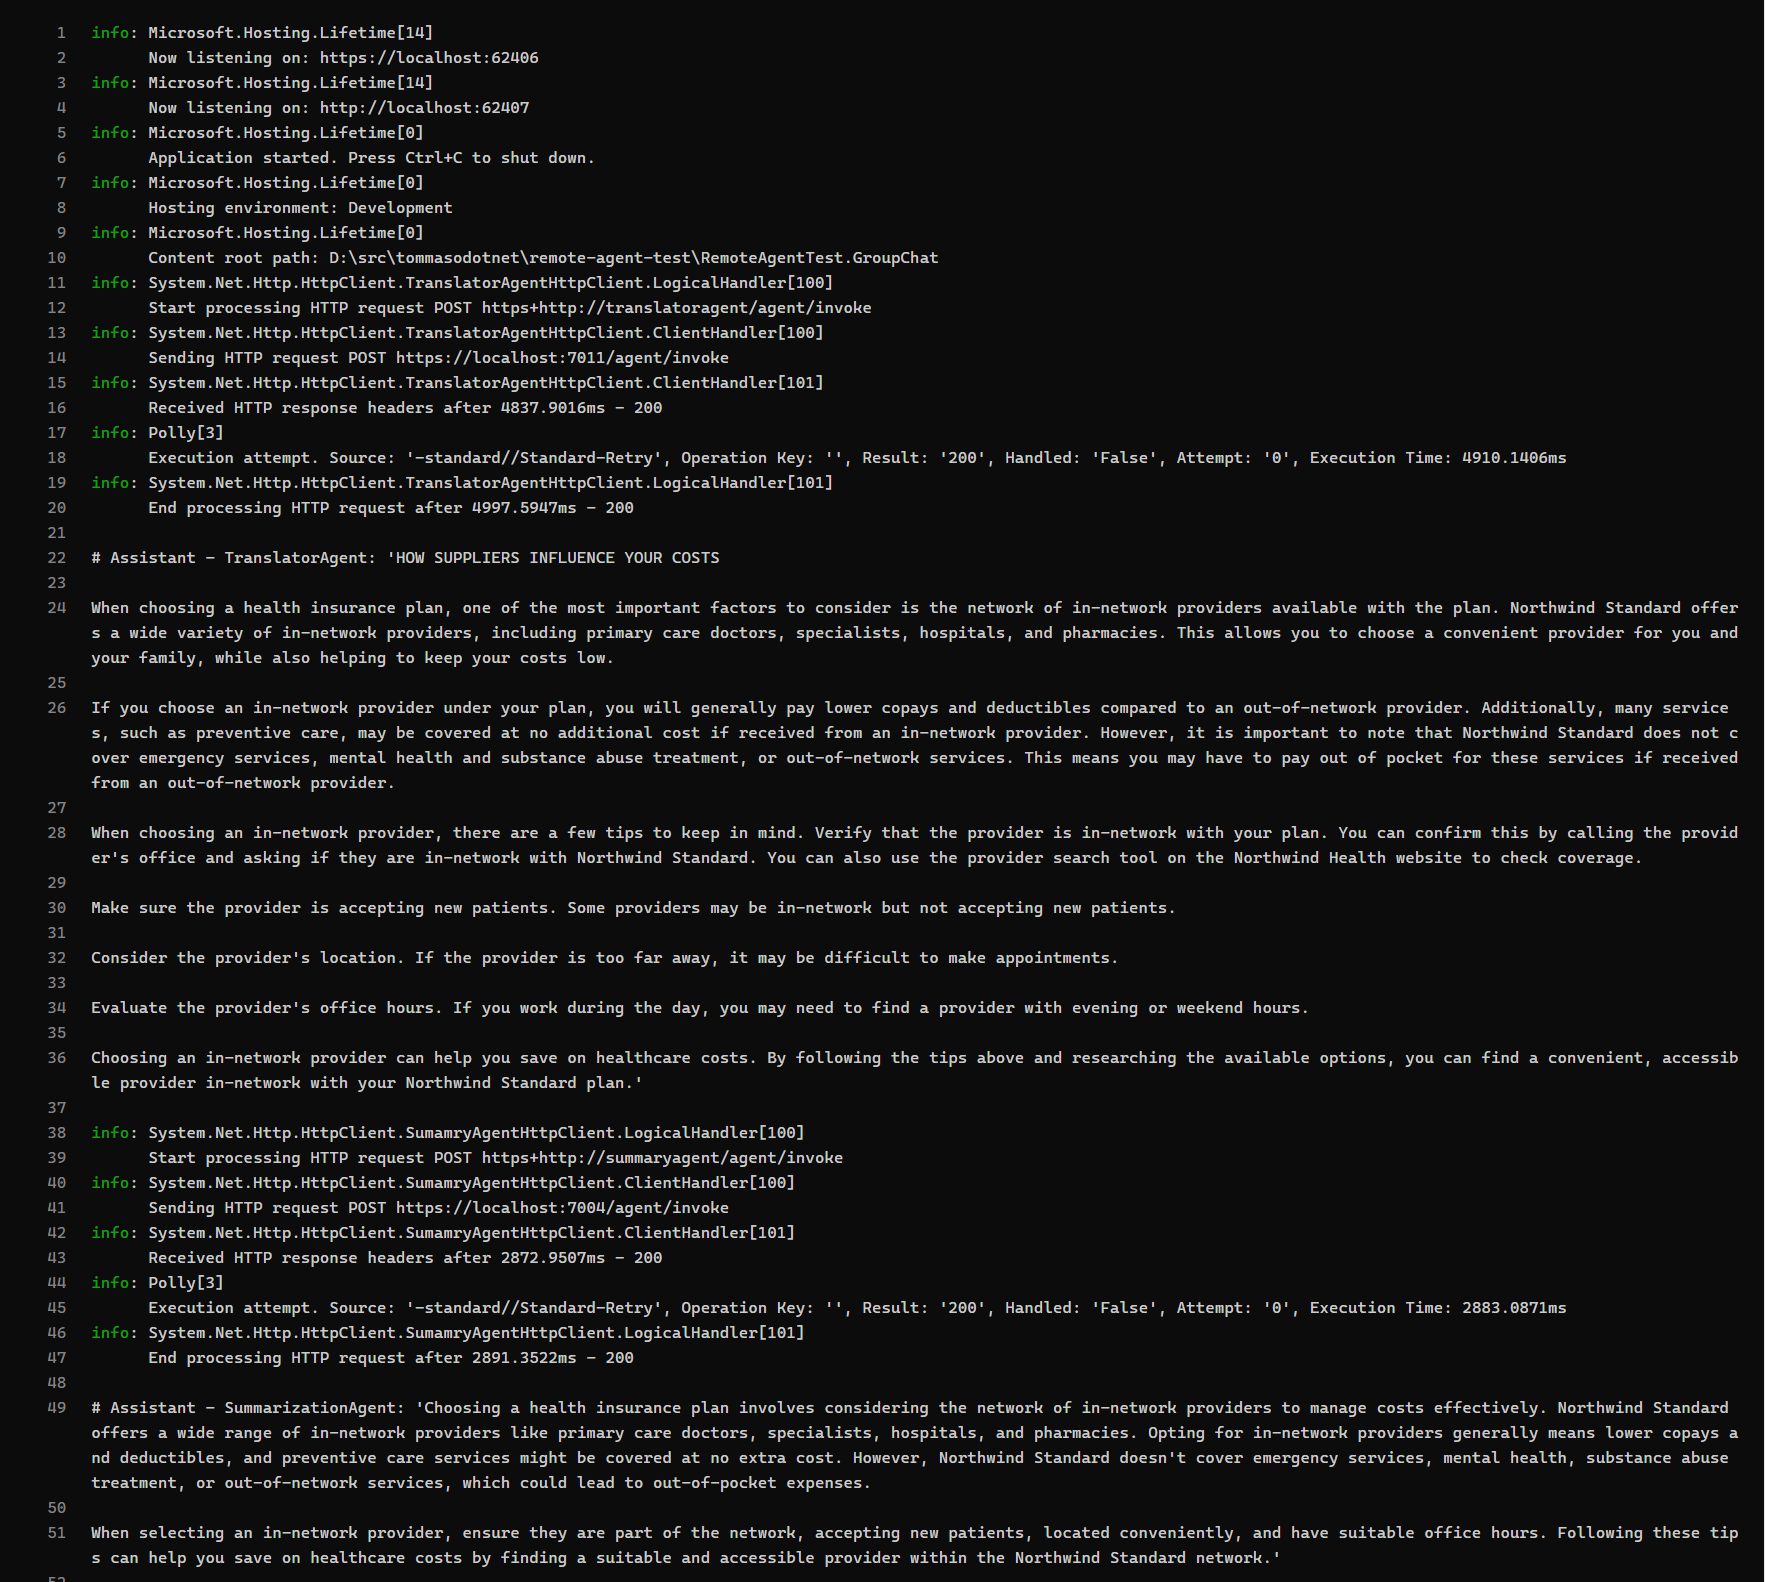 1 info: Microsoft.Hosting.Lifetime[14]
2 Now listening on: https://localhost:62406
3 info: Microsoft.Hosting.Lifetime[14]
4 Now listening on: http://localhost:62407
5 info: Microsoft.Hosting.Lifetime[0]
6 Application started. Press Ctrl+C to shut down.
7 info: Microsoft.Hosting.Lifetime[0]
8 Hosting environment: Development
9 info: Microsoft.Hosting.Lifetime[0]
10 Content root path: D:\src\tommasodotnet\remote-agent-test\RemoteAgentTest.GroupChat
11 info: System.Net.Http.HttpClient.TranslatorAgentHttpClient.LogicalHandler[100]
12 Start processing HTTP request POST https+http://translatoragent/agent/invoke
13 info: System.Net.Http.HttpClient.TranslatorAgentHttpClient.ClientHandler[100]
14 Sending HTTP request POST https://localhost:7011/agent/invoke
15 info: System.Net.Http.HttpClient.TranslatorAgentHttpClient.ClientHandler[101]
16 Received HTTP response headers after 4837.9016ms - 200
17 info: Polly[3]
18 Execution attempt. Source: '-standard//Standard-Retry', Operation Key: '', Result: '200', Handled: 'False', Attempt: '0', Execution Time: 4910.1406ms
19 info: System.Net.Http.HttpClient.TranslatorAgentHttpClient.LogicalHandler[101]
20 End processing HTTP request after 4997.5947ms - 200
21
22 # Assistant - TranslatorAgent: 'HOW SUPPLIERS INFLUENCE YOUR COSTS
23
24 When choosing a health insurance plan, one of the most important factors to consider is the network of in-network providers available with the plan. Northwind Standard offer
s a wide variety of in-network providers, including primary care doctors, specialists, hospitals, and pharmacies. This allows you to choose a convenient provider for you and
your family, while also helping to keep your costs low.
25
26 If you choose an in-network provider under your plan, you will generally pay lower copays and deductibles compared to an out-of-network provider. Additionally, many service
s, such as preventive care, may be covered at no additional cost if received from an in-network provider. However, it is important to note that Northwind Standard does not c
over emergency services, mental health and substance abuse treatment, or out-of-network services. This means you may have to pay out of pocket for these services if received
from an out-of-network provider.
27
28 When choosing an in-network provider, there are a few tips to keep in mind. Verify that the provider is in-network with your plan. You can confirm this by calling the provid
er's office and asking if they are in-network with Northwind Standard. You can also use the provider search tool on the Northwind Health website to check coverage.
29
30 Make sure the provider is accepting new patients. Some providers may be in-network but not accepting new patients.
31
32 Consider the provider's location. If the provider is too far away, it may be difficult to make appointments.
33
34 Evaluate the provider's office hours. If you work during the day, you may need to find a provider with evening or weekend hours.
35
36 Choosing an in-network provider can help you save on healthcare costs. By following the tips above and researching the available options, you can find a convenient, accessib
le provider in-network with your Northwind Standard plan.'
37
38 info: System.Net.Http.HttpClient.SumamryAgentHttpClient.LogicalHandler[100]
39 Start processing HTTP request POST https+http://summaryagent/agent/invoke
40 info: System.Net.Http.HttpClient.SumamryAgentHttpClient.ClientHandler[100]
41 Sending HTTP request POST https://localhost:7004/agent/invoke
42 info: System.Net.Http.HttpClient.SumamryAgentHttpClient.ClientHandler[101]
43 Received HTTP response headers after 2872.9507ms - 200
44 info: Polly[3]
45 Execution attempt. Source: '-standard//Standard-Retry', Operation Key: '', Result: '200', Handled: 'False', Attempt: '0', Execution Time: 2883.0871ms
46 info: System.Net.Http.HttpClient.SumamryAgentHttpClient.LogicalHandler[101]
47 End processing HTTP request after 2891.3522ms - 200
48
49 # Assistant - SummarizationAgent: 'Choosing a health insurance plan involves considering the network of in-network providers to manage costs effectively. Northwind Standard
offers a wide range of in-network providers like primary care doctors, specialists, hospitals, and pharmacies. Opting for in-network providers generally means lower copays a
nd deductibles, and preventive care services might be covered at no extra cost. However, Northwind Standard doesn't cover emergency services, mental health, substance abuse
treatment, or out-of-network services, which could lead to out-of-pocket expenses.
50
51 When selecting an in-network provider, ensure they are part of the network, accepting new patients, located conveniently, and have suitable office hours. Following these tip
s can help you save on healthcare costs by finding a suitable and accessible provider within the Northwind Standard network.'